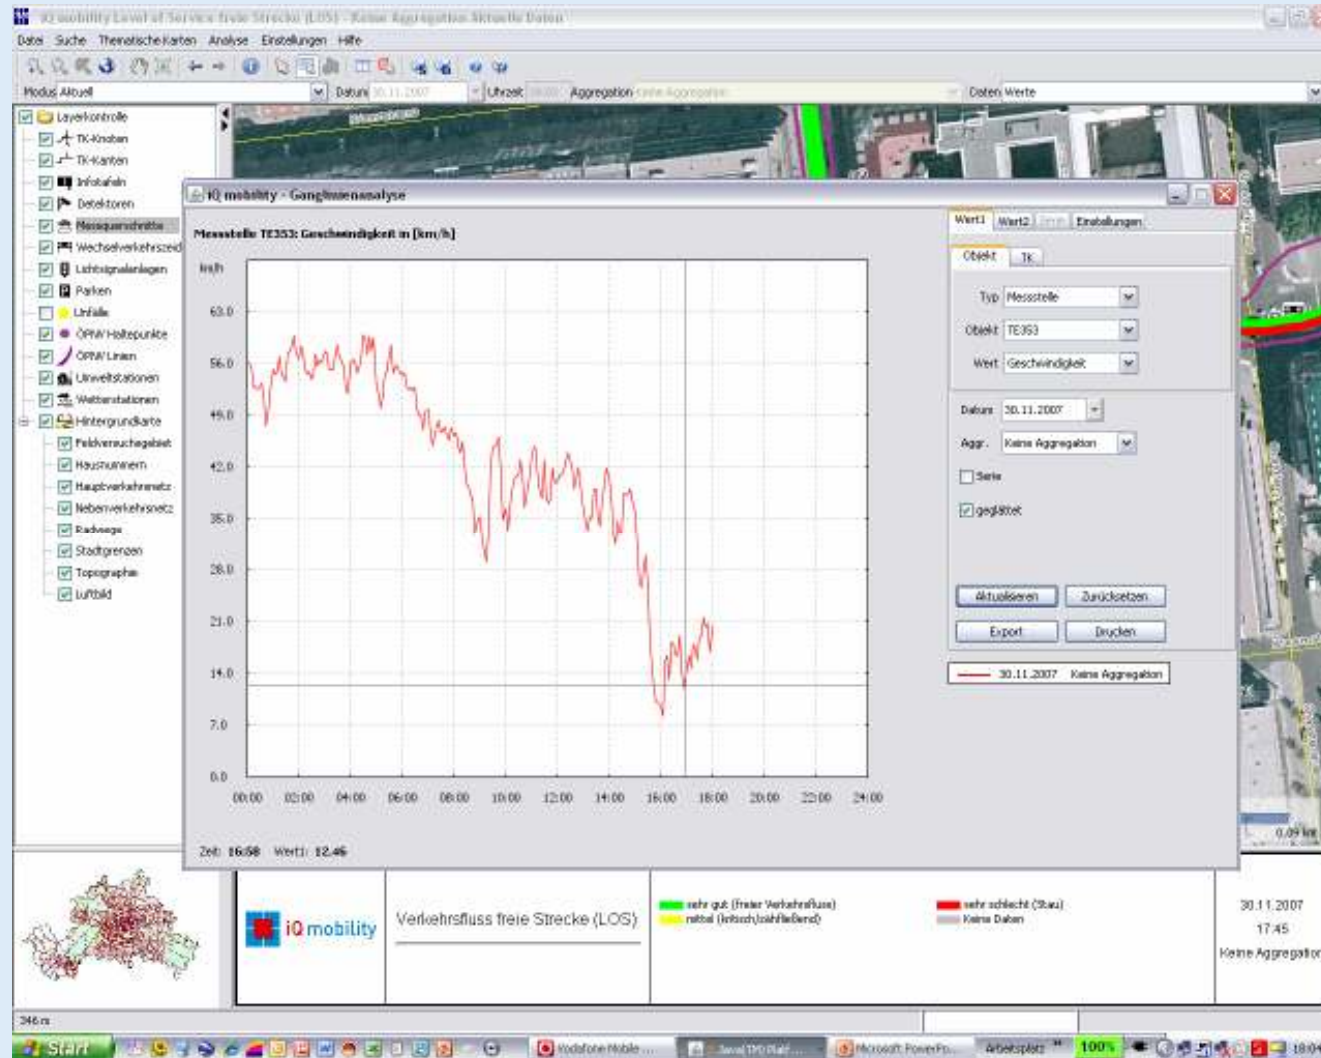 iQ mobility Level of Service freie Strecke (LOS) - Keine Aggregation Aktuelle Daten
Datei Suche Thematische Karten Analyse Einstellungen Hilfe
Modus Aktuell Datum 30.11.2007 Uhrzeit Aggregation Keine Aggregation Daten Werte
Layerkontrolle
TK-Knoten
TK-Kanten
Infotafeln
Detektoren
Messquerschnitte
Wechselverkehrszeid
Lichtsignalanlagen
Parken
Unfälle
ÖPNV Haltepunkte
ÖPNV Linien
Umweltstationen
Wetterstationen
Hintergrundkarte
Feldversuchsgebiet
Hausnummern
Hauptverkehrsnetz
Nebenverkehrsnetz
Radwege
Stadtgrenzen
Topographie
Luftbild
iQ mobility - Ganglinienanalyse
Messstelle TE353: Geschwindigkeit in [km/h]
km/h
63.0
56.0
49.0
42.0
35.0
28.0
21.0
14.0
7.0
0.0
00:00 02:00 04:00 06:00 08:00 10:00 12:00 14:00 16:00 18:00 20:00 22:00 24:00
Zeit: 16:58 Wert1: 12.46
Wert1 Wert2 Einstellungen
Objekt TK
Typ Messstelle
Objekt TE353
Wert Geschwindigkeit
Datum 30.11.2007
Aggr. Keine Aggregation
Serie
geglättet
Aktualisieren Zurücksetzen
Export Drucken
30.11.2007 Keine Aggregation
0.09 km
iQ mobility
Verkehrsfluss freie Strecke (LOS)
sehr gut (freier Verkehrsfluss)
mittel (kritisch/zähfließend)
sehr schlecht (Stau)
Keine Daten
30.11.2007
17:45
Keine Aggregation
346 m
Start Vodafone Mobile ... Microsoft PowerPo... Arbeitsplatz 100% 18:04